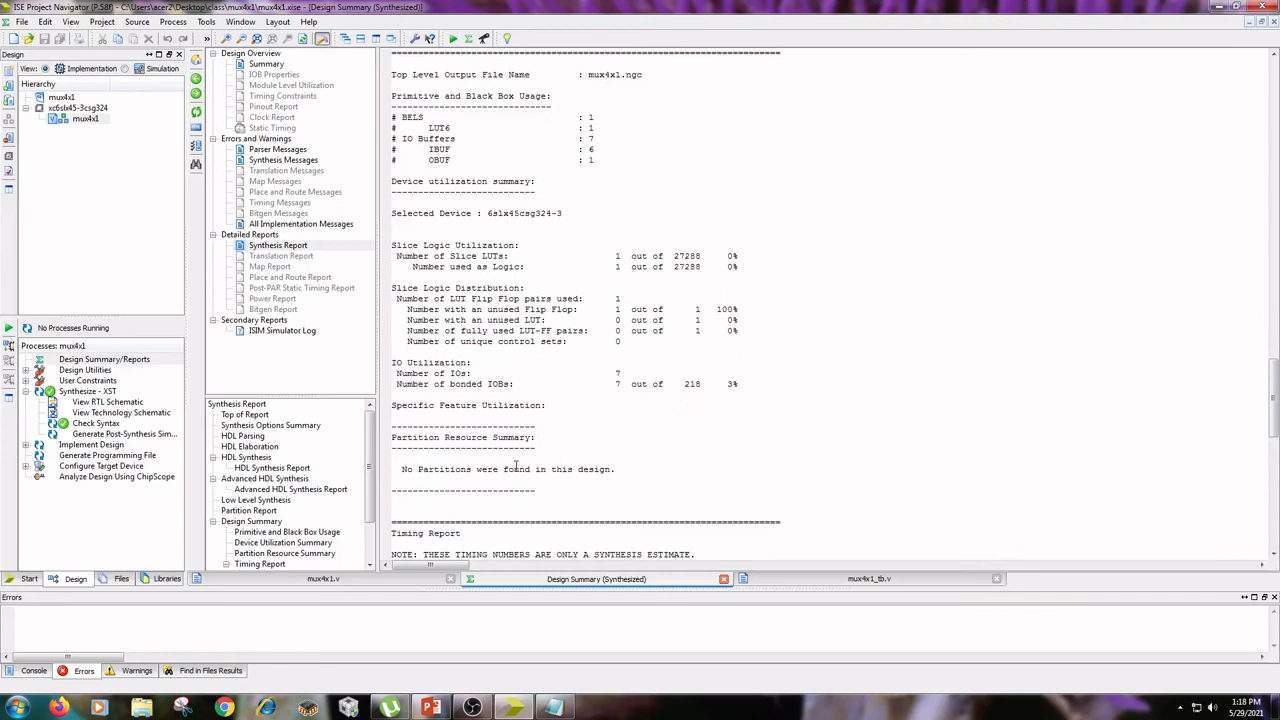 ISE Project Navigator (P.58f) - C:\Users\acer2\Desktop\class\mux4x1\mux4x1.xise - [Design Summary (Synthesized)]
File Edit View Project Source Process Tools Window Layout Help
Design
View: Implementation Simulation
Hierarchy
mux4x1
xc6slx45-3csg324
mux4x1
No Processes Running
Processes: mux4x1
Design Summary/Reports
Design Utilities
User Constraints
Synthesize - XST
View RTL Schematic
View Technology Schematic
Check Syntax
Generate Post-Synthesis Sim...
Implement Design
Generate Programming File
Configure Target Device
Analyze Design Using ChipScope
Start Design Files Libraries
Design Overview
Summary
IOB Properties
Module Level Utilization
Timing Constraints
Pinout Report
Clock Report
Static Timing
Errors and Warnings
Parser Messages
Synthesis Messages
Translation Messages
Map Messages
Place and Route Messages
Timing Messages
Bitgen Messages
All Implementation Messages
Detailed Reports
Synthesis Report
Translation Report
Map Report
Place and Route Report
Post-PAR Static Timing Report
Power Report
Bitgen Report
Secondary Reports
ISIM Simulator Log
Synthesis Report
Top of Report
Synthesis Options Summary
HDL Parsing
HDL Elaboration
HDL Synthesis
HDL Synthesis Report
Advanced HDL Synthesis
Advanced HDL Synthesis Report
Low Level Synthesis
Partition Report
Design Summary
Primitive and Black Box Usage
Device Utilization Summary
Partition Resource Summary
Timing Report
Top Level Output File Name : mux4x1.ngc
Primitive and Black Box Usage:
------------------------------
# BELS : 1
# LUT6 : 1
# IO Buffers : 7
# IBUF : 6
# OBUF : 1
Device utilization summary:
---------------------------
Selected Device : 6slx45csg324-3
Slice Logic Utilization:
Number of Slice LUTs: 1 out of 27288 0%
Number used as Logic: 1 out of 27288 0%
Slice Logic Distribution:
Number of LUT Flip Flop pairs used: 1
Number with an unused Flip Flop: 1 out of 1 100%
Number with an unused LUT: 0 out of 1 0%
Number of fully used LUT-FF pairs: 0 out of 1 0%
Number of unique control sets: 0
IO Utilization:
Number of IOs: 7
Number of bonded IOBs: 7 out of 218 3%
Specific Feature Utilization:
---------------------------
Partition Resource Summary:
---------------------------
No Partitions were found in this design.
---------------------------
Timing Report
NOTE: THESE TIMING NUMBERS ARE ONLY A SYNTHESIS ESTIMATE.
mux4x1.v Design Summary (Synthesized) mux4x1_tb.v
Errors
Console Errors Warnings Find in Files Results
1:18 PM
5/29/2021